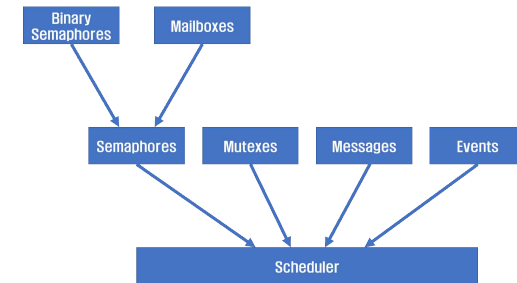 Binary
Semaphores
Mailboxes
Semaphores
Mutexes
Messages
Events
Scheduler